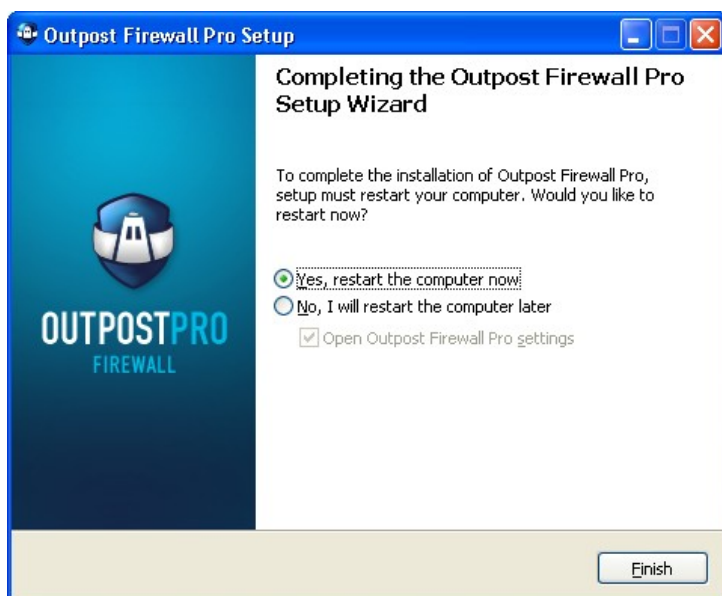 Outpost Firewall Pro Setup
Completing the Outpost Firewall Pro
Setup Wizard
To complete the installation of Outpost Firewall Pro,
setup must restart your computer. Would you like to
restart now?
Yes, restart the computer now
No, I will restart the computer later
Open Outpost Firewall Pro settings
OUTPOSTPRO
FIREWALL
Finish